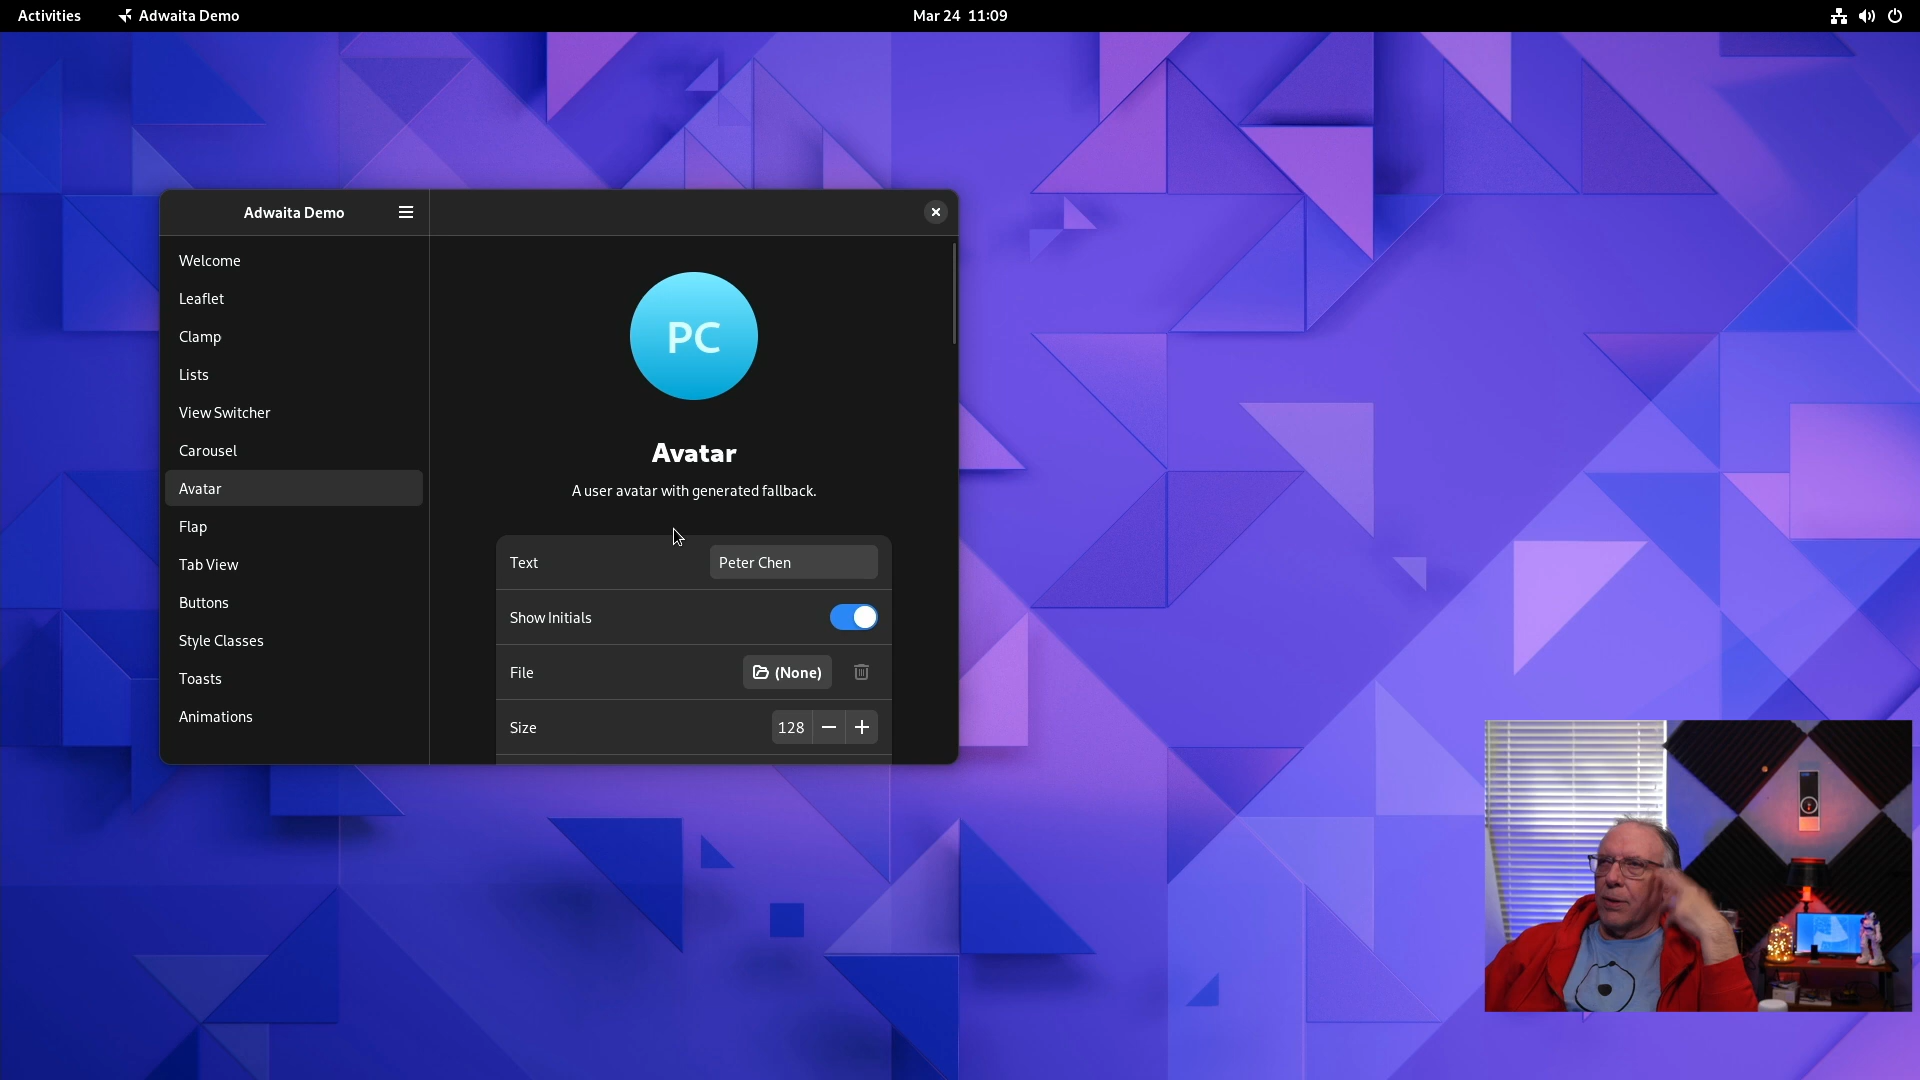 Activities
Adwaita Demo
Mar 24 11:09
Adwaita Demo
Welcome
Leaflet
Clamp
Lists
View Switcher
Carousel
Avatar
Flap
Tab View
Buttons
Style Classes
Toasts
Animations
PC
Avatar
A user avatar with generated fallback.
Text
Peter Chen
Show Initials
File
(None)
Size
128